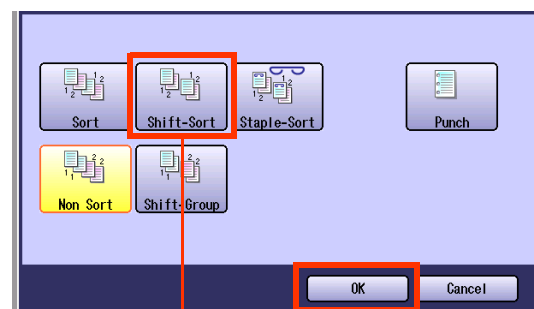 Sort
Shift-Sort
Staple-Sort
Punch
Non Sort
Shift-Group
OK
Cancel